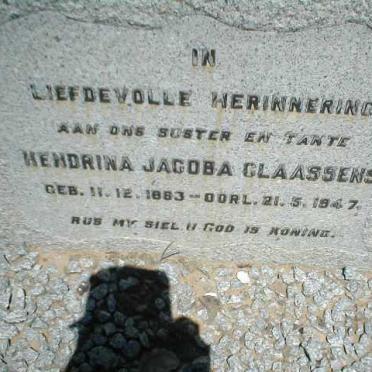 IN
LIEFDEVOLLE HERINNERING
AAN ONS SUSTER EN TANTE
HENDRINA JACOBA CLAASSENS
GEB. 11. 12. 1883 - OORL. 21. 5. 1947.
RUS MY SIEL U GOD IS KONING.